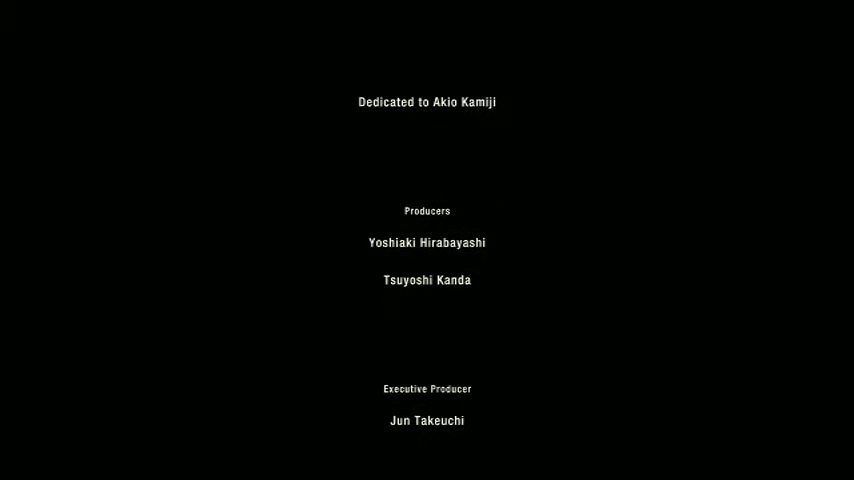 Dedicated to Akio Kamiji
Producers
Yoshiaki Hirabayashi
Tsuyoshi Kanda
Executive Producer
Jun Takeuchi